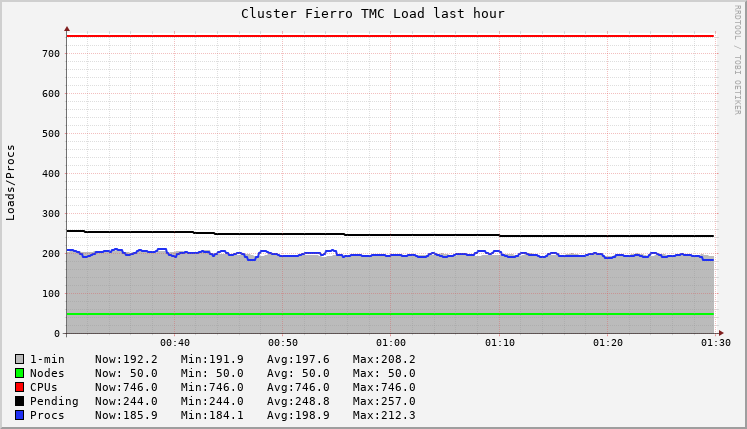 Cluster Fierro TMC Load last hour
RRDTOOL / TOBI OETIKER
Loads/Procs
700
600
500
400
300
200
100
0
00:40 00:50 01:00 01:10 01:20 01:30
1-min Now:192.2 Min:191.9 Avg:197.6 Max:208.2
Nodes Now: 50.0 Min: 50.0 Avg: 50.0 Max: 50.0
CPUs Now:746.0 Min:746.0 Avg:746.0 Max:746.0
Pending Now:244.0 Min:244.0 Avg:248.8 Max:257.0
Procs Now:185.9 Min:184.1 Avg:198.9 Max:212.3